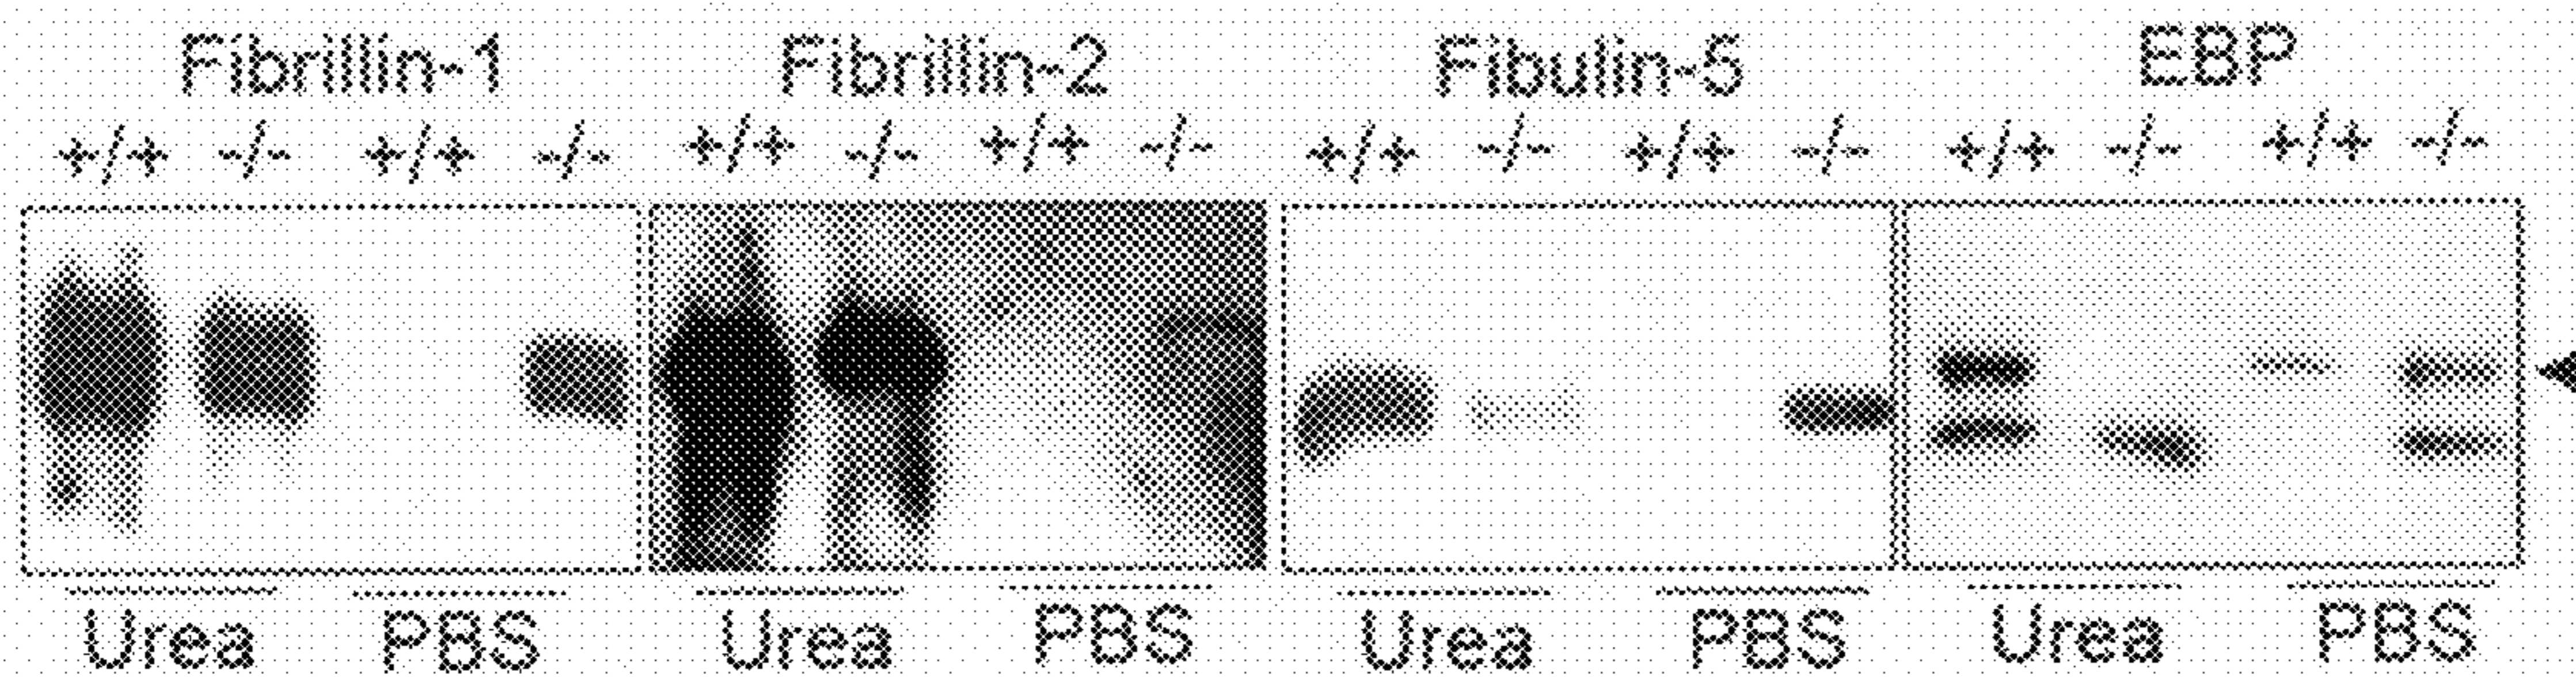 Fibrillin-1 Fibrillin-2 Fibulin-5 EBP
+/+ -/- +/+ -/- +/+ -/- +/+ -/- +/+ -/- +/+ -/- +/+ -/- +/+ -/-
Urea PBS Urea PBS Urea PBS Urea PBS